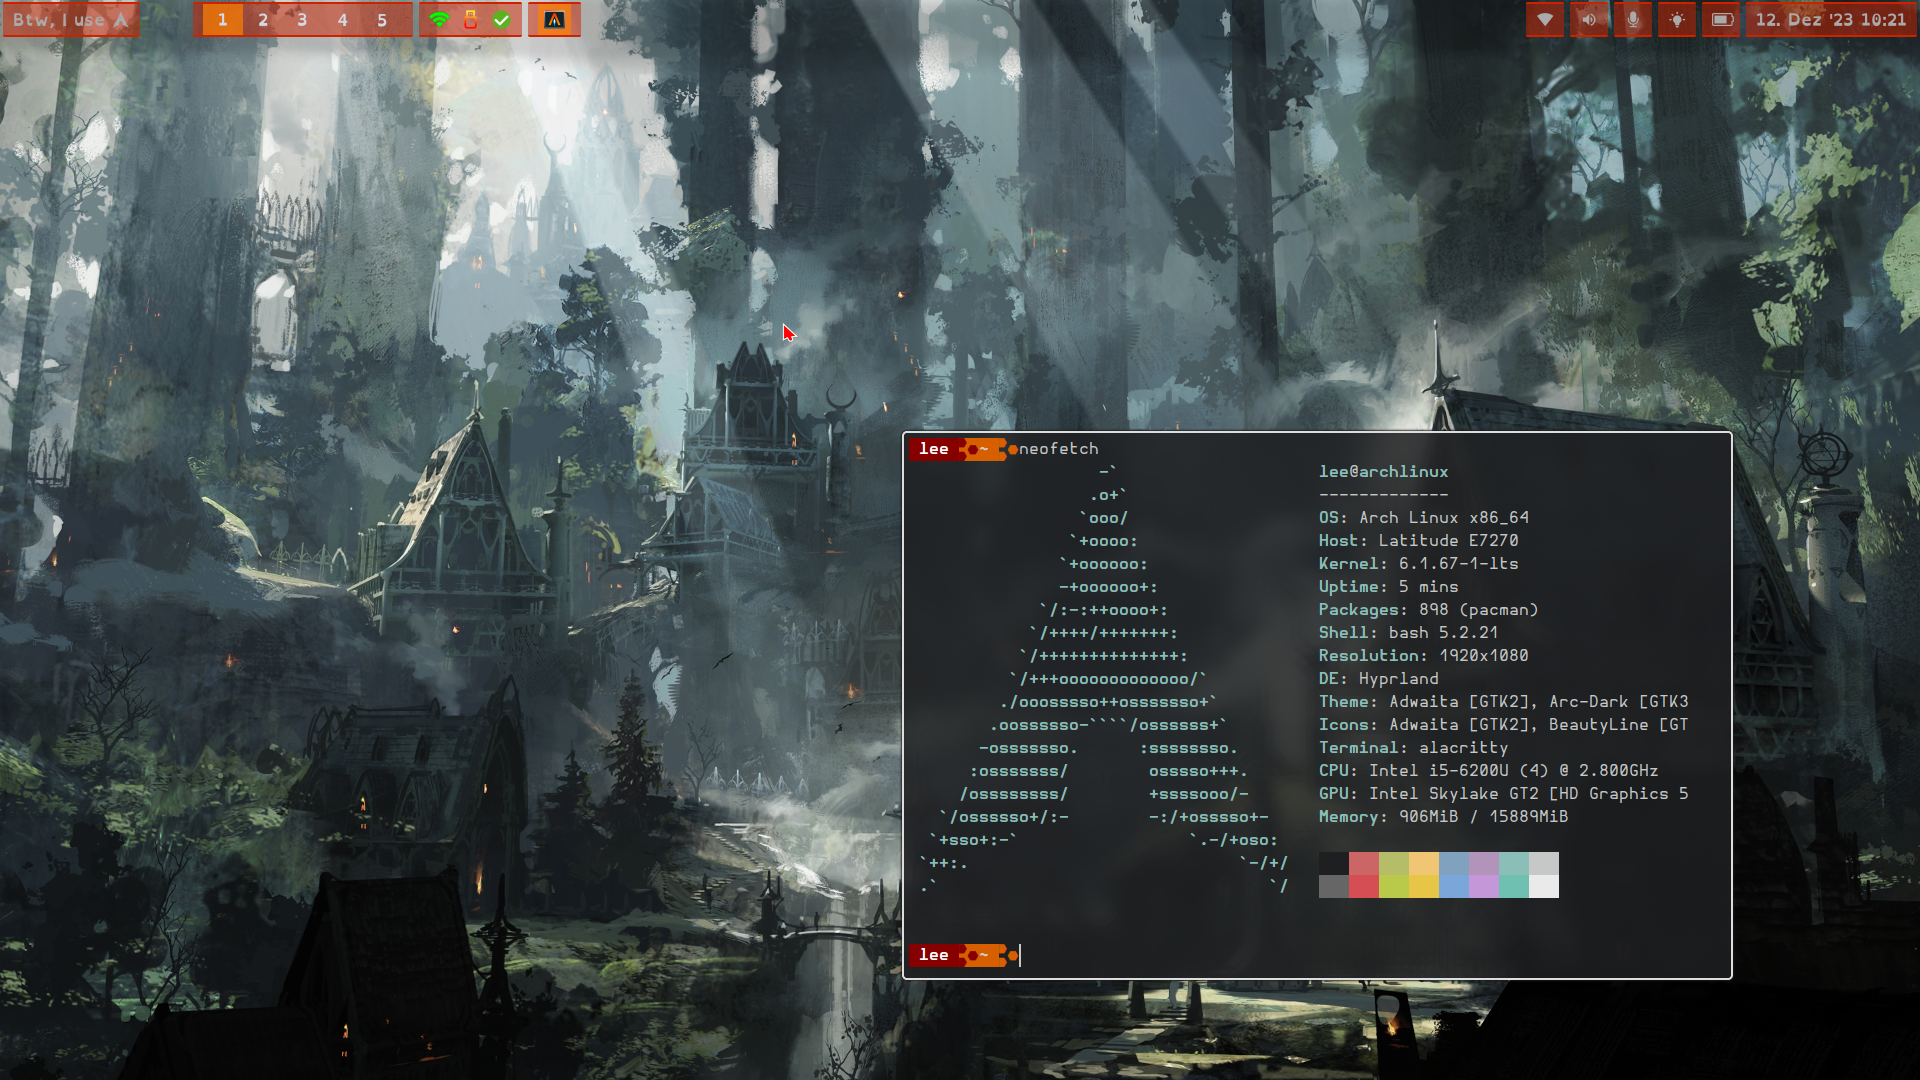 Btw, I use
1 2 3 4 5
12. Dez '23 10:21
lee ~ neofetch
-`
.o+`
`ooo/
`+oooo:
`+oooooo:
-+oooooo+:
`/:-:++oooo+:
`/++++/+++++++:
`/++++++++++++++:
`/+++ooooooooooooo/`
./ooosssso++osssssso+`
.oossssso-````/ossssss+`
-osssssso. :ssssssso.
:osssssss/ osssso+++.
/ossssssss/ +ssssooo/-
`/ossssso+/:- -:/+osssso+-
`+sso+:-` `.-/+oso:
`++:. `-/+/
.` `/
lee@archlinux
-------------
OS: Arch Linux x86_64
Host: Latitude E7270
Kernel: 6.1.67-1-lts
Uptime: 5 mins
Packages: 898 (pacman)
Shell: bash 5.2.21
Resolution: 1920x1080
DE: Hyprland
Theme: Adwaita [GTK2], Arc-Dark [GTK3
Icons: Adwaita [GTK2], BeautyLine [GT
Terminal: alacritty
CPU: Intel i5-6200U (4) @ 2.800GHz
GPU: Intel Skylake GT2 [HD Graphics 5
Memory: 906MiB / 15889MiB
lee ~